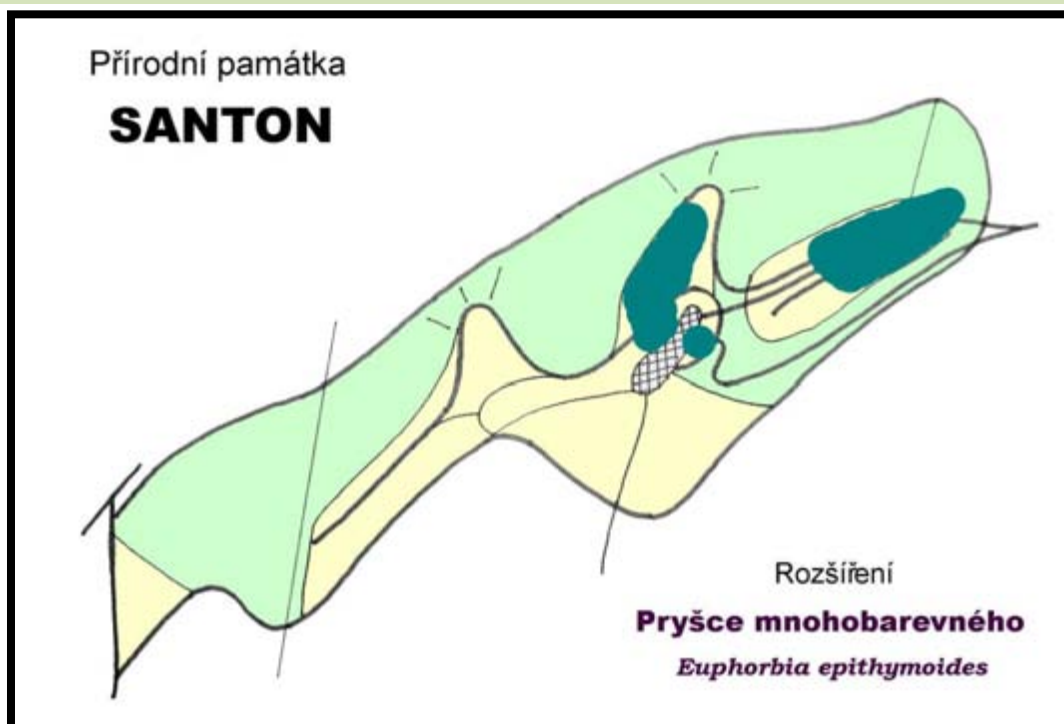 Přírodní památka
SANTON
Rozšíření
Pryšce mnohobarevného
Euphorbia epithymoides